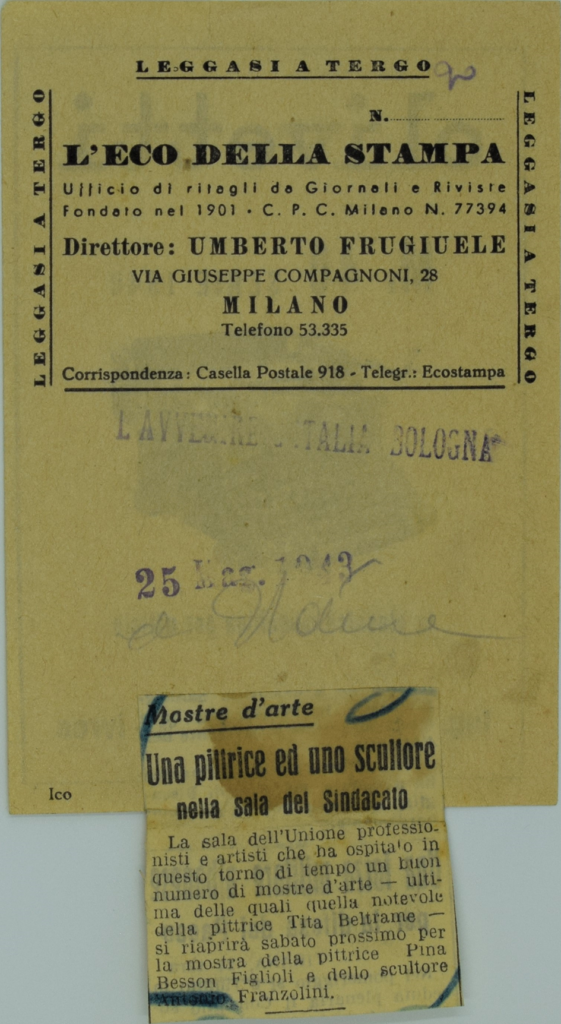 LEGGASI A TERGO
LEGGASI A TERGO
LEGGASI A TERGO
N.
L'ECO DELLA STAMPA
Ufficio di ritagli da Giornali e Riviste
Fondato nel 1901 - C. P. C. Milano N. 77394
Direttore: UMBERTO FRUGIUELE
VIA GIUSEPPE COMPAGNONI, 28
MILANO
Telefono 53.335
Corrispondenza: Casella Postale 918 - Telegr.: Ecostampa
L'AVVENIRE D'ITALIA BOLOGNA
25 Mag. 1943
Ico
Mostre d'arte
Una pittrice ed uno scultore
nella sala del Sindacato
La sala dell'Unione professio-
nisti e artisti che ha ospitato in
questo torno di tempo un buon
numero di mostre d'arte — ulti-
ma delle quali quella notevole
della pittrice Tita Beltrame —
si riaprirà sabato prossimo per
la mostra della pittrice Pina
Besson Figlioli e dello scultore
Antonio Franzolini.